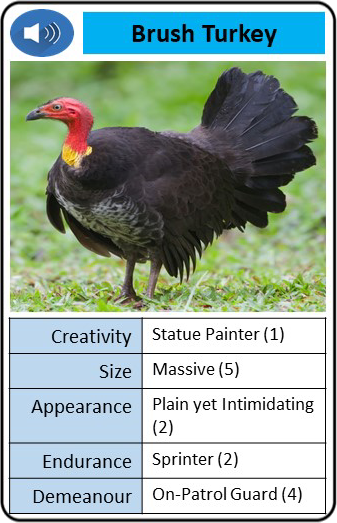 Brush Turkey
Creativity Statue Painter (1)
Size Massive (5)
Appearance Plain yet Intimidating
(2)
Endurance Sprinter (2)
Demeanour On-Patrol Guard (4)